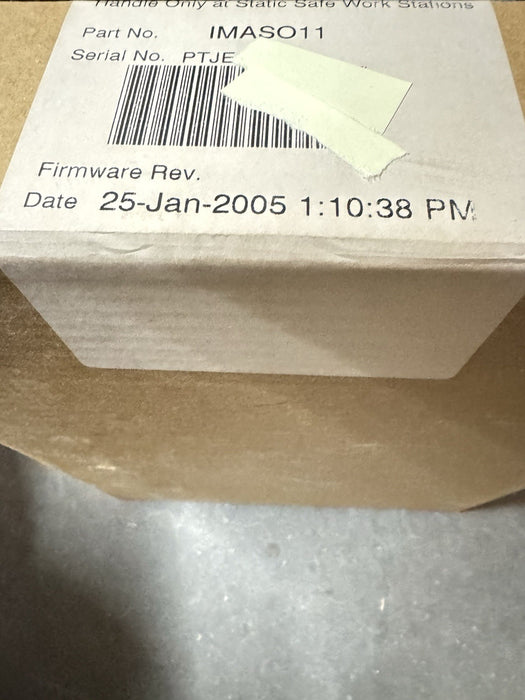 Handle Only at Static Safe Work Stations
Part No. IMASO11
Serial No. PTJE
Firmware Rev.
Date 25-Jan-2005 1:10:38 PM